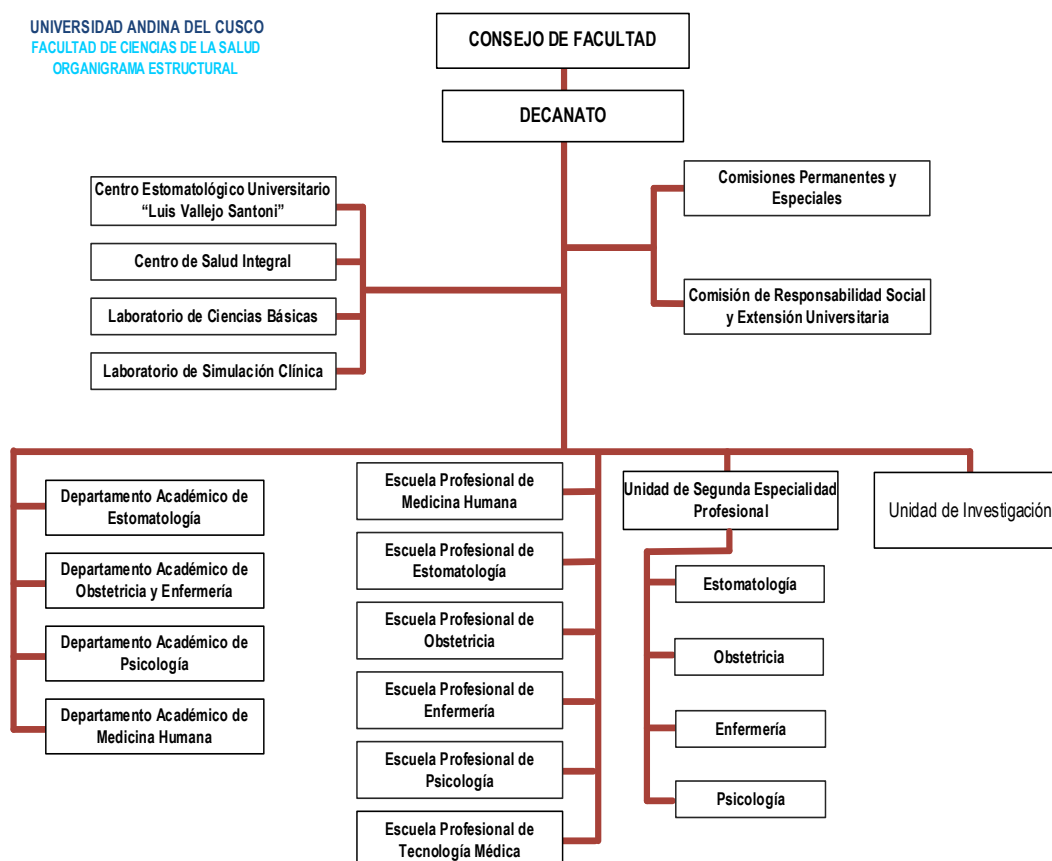 UNIVERSIDAD ANDINA DEL CUSCO
FACULTAD DE CIENCIAS DE LA SALUD
ORGANIGRAMA ESTRUCTURAL
CONSEJO DE FACULTAD
DECANATO
Centro Estomatológico Universitario
“Luis Vallejo Santoni”
Centro de Salud Integral
Laboratorio de Ciencias Básicas
Laboratorio de Simulación Clínica
Comisiones Permanentes y
Especiales
Comisión de Responsabilidad Social
y Extensión Universitaria
Departamento Académico de
Estomatología
Departamento Académico de
Obstetricia y Enfermería
Departamento Académico de
Psicología
Departamento Académico de
Medicina Humana
Escuela Profesional de
Medicina Humana
Escuela Profesional de
Estomatología
Escuela Profesional de
Obstetricia
Escuela Profesional de
Enfermería
Escuela Profesional de
Psicología
Escuela Profesional de
Tecnología Médica
Unidad de Segunda Especialidad
Profesional
Estomatología
Obstetricia
Enfermería
Psicología
Unidad de Investigación